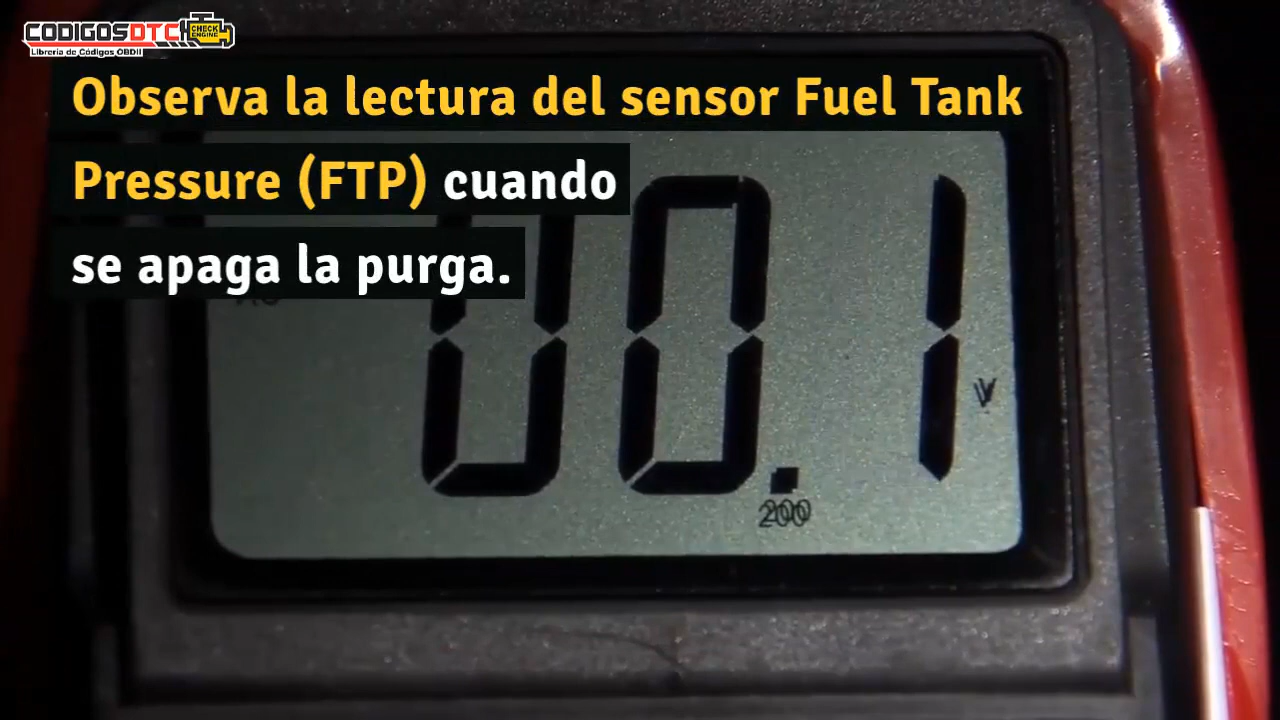 CODIGOSDTC
CHECK
ENGINE
Librería de Códigos OBDII
Observa la lectura del sensor Fuel Tank
Pressure (FTP) cuando
se apaga la purga.
00.1
V
200